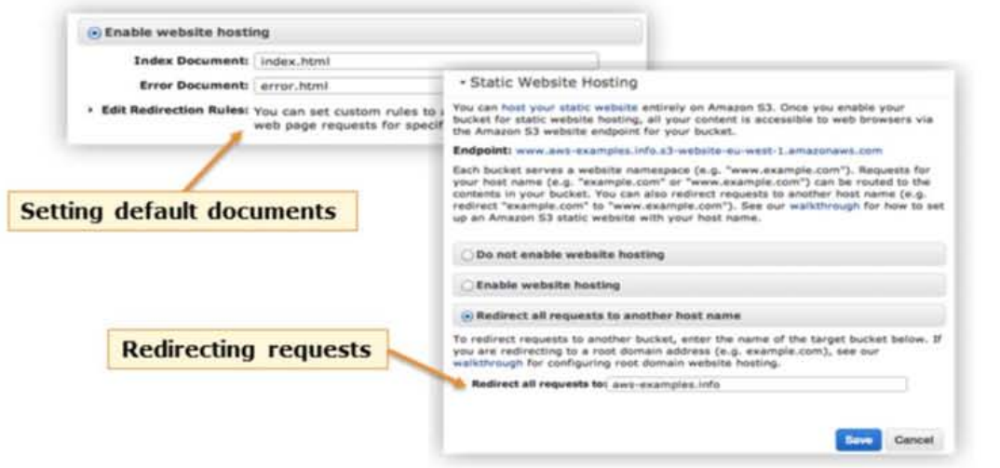 Enable website hosting
Index Document: index.html
Error Document: error.html
Edit Redirection Rules: You can set custom rules to
web page requests for specif
Setting default documents
Static Website Hosting
You can host your static website entirely on Amazon S3. Once you enable your
bucket for static website hosting, all your content is accessible to web browsers via
the Amazon S3 website endpoint for your bucket.
Endpoint: www.aws-examples.info.s3-website-eu-west-1.amazonaws.com
Each bucket serves a website namespace (e.g. "www.example.com"). Requests for
your host name (e.g. "example.com" or "www.example.com") can be routed to the
contents in your bucket. You can also redirect requests to another host name (e.g.
redirect "example.com" to "www.example.com"). See our walkthrough for how to set
up an Amazon S3 static website with your host name.
Do not enable website hosting
Enable website hosting
Redirect all requests to another host name
To redirect requests to another bucket, enter the name of the target bucket below. If
you are redirecting to a root domain address (e.g. example.com), see our
walkthrough for configuring root domain website hosting.
Redirect all requests to: aws-examples.info
Redirecting requests
Save Cancel